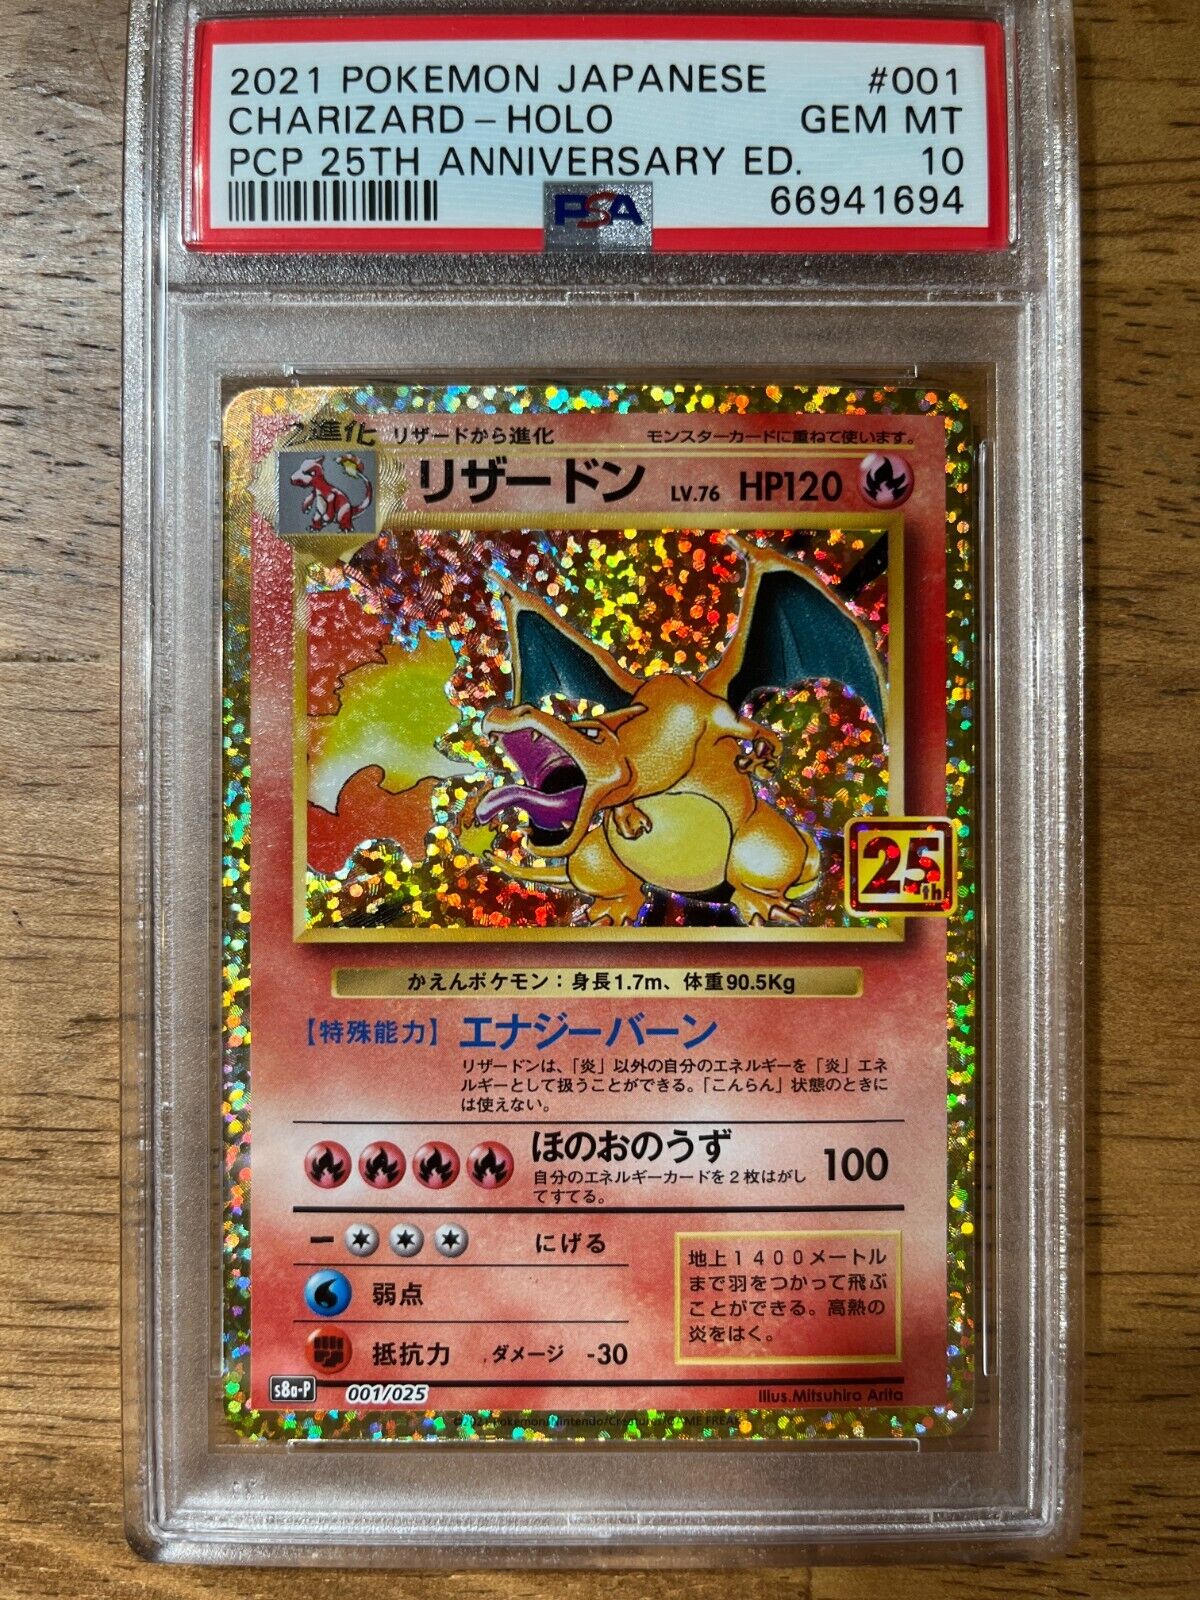 2021 POKEMON JAPANESE #001
CHARIZARD-HOLO GEM MT
PCP 25TH ANNIVERSARY ED. 10
PSA 66941694
2進化 リザードから進化 モンスターカードに重ねて使います。
リザードン LV.76 HP120
25th
かえんポケモン:身長1.7m、体重90.5Kg
【特殊能力】 エナジーバーン
リザードンは、「炎」以外の自分のエネルギーを「炎」エネ
ルギーとして扱うことができる。「こんらん」状態のときに
は使えない。
ほのおのうず 100
自分のエネルギーカードを2枚はがし
てすてる。
ー にげる
弱点
抵抗力 ダメージ -30
地上1400メートル
まで羽をつかって飛ぶ
ことができる。高熱の
炎をはく。
s8a-P 001/025 Illus.Mitsuhiro Arita
©2021 Pokémon/Nintendo/Creatures/GAME FREAK